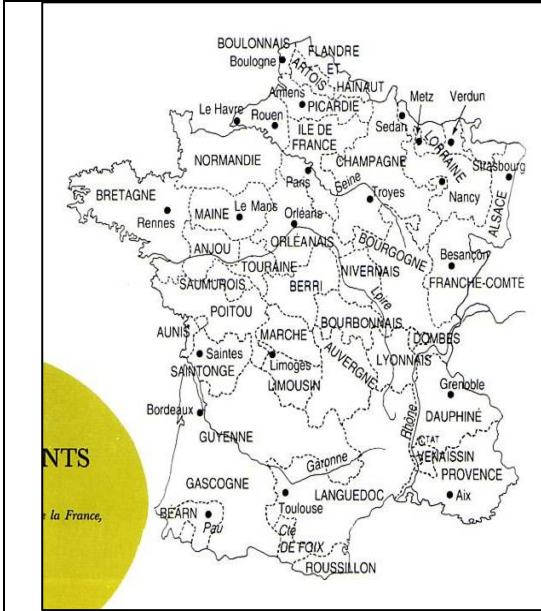 BOULONNAIS
FLANDRE
ET
HAINAUT
Boulogne
ARTOIS
Amiens
PICARDIE
Metz
Verdun
Le Havre
Rouen
Sedan
ILE DE
FRANCE
LORRAINE
NORMANDIE
CHAMPAGNE
Strasbourg
Paris
Seine
BRETAGNE
Troyes
Nancy
ALSACE
MAINE
Le Mans
Rennes
Orléans
ANJOU
ORLÉANAIS
BOURGOGNE
Besançon
TOURAINE
NIVERNAIS
FRANCHE-COMTÉ
SAUMUROIS
BERRI
Loire
POITOU
BOURBONNAIS
AUNIS
MARCHE
DOMBES
Saintes
Limoges
AUVERGNE
LYONNAIS
SAINTONGE
LIMOUSIN
Grenoble
Bordeaux
DAUPHINÉ
GUYENNE
Rhône
CTAT
VENAISSIN
NTS
Garonne
PROVENCE
GASCOGNE
LANGUEDOC
Aix
la France,
Toulouse
BÉARN
Pau
Cté
DE FOIX
ROUSSILLON